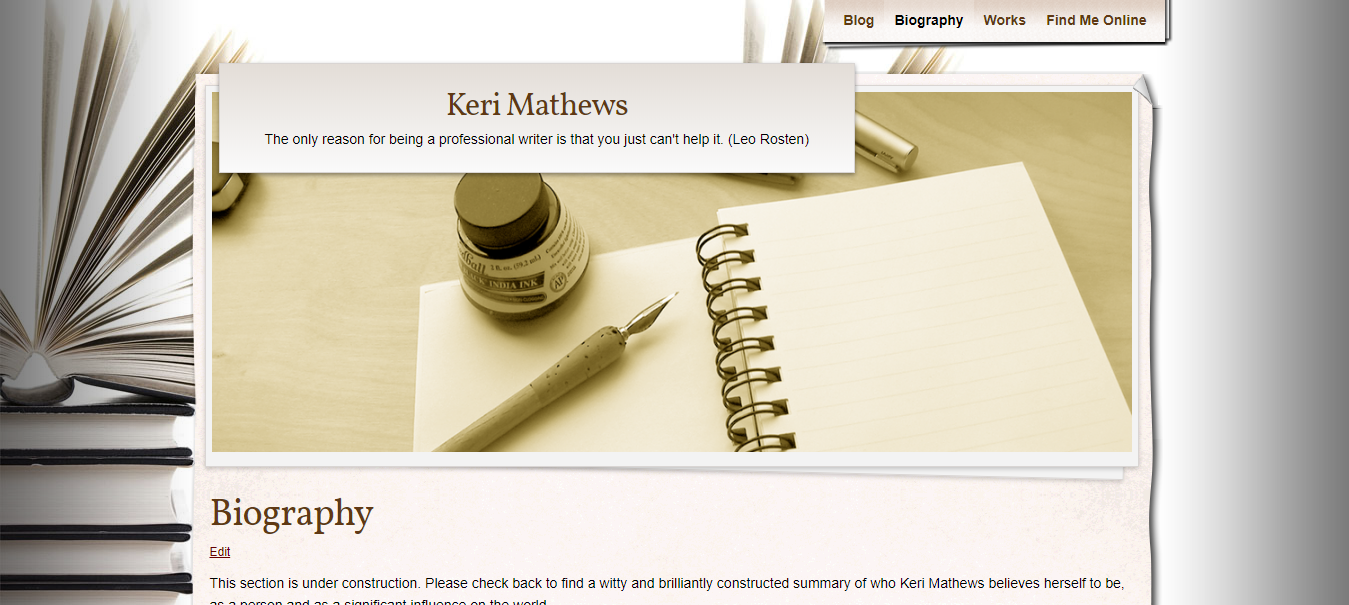 Blog Biography Works Find Me Online
Keri Mathews
The only reason for being a professional writer is that you just can't help it. (Leo Rosten)
INDIA INK
Biography
Edit
This section is under construction. Please check back to find a witty and brilliantly constructed summary of who Keri Mathews believes herself to be,
as a person and as a significant influence on the world.